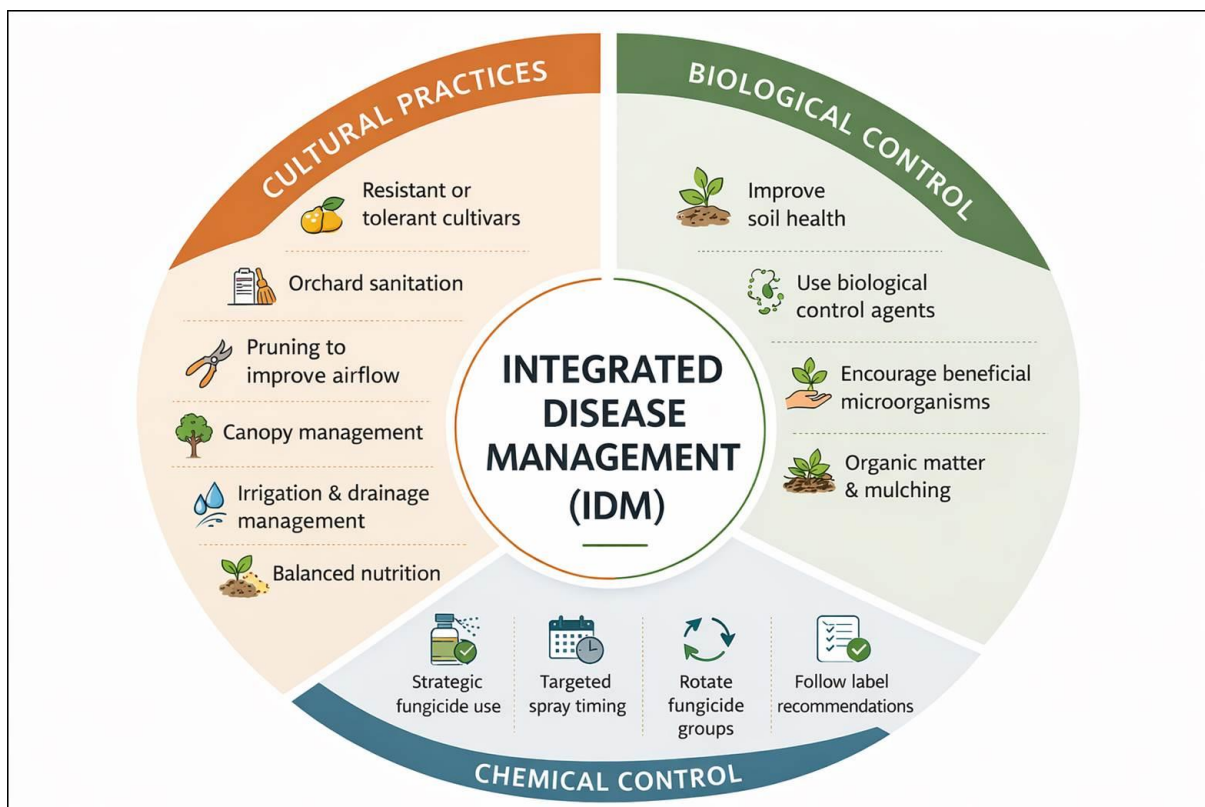 CULTURAL PRACTICES
Resistant or
tolerant cultivars
Orchard sanitation
Pruning to
improve airflow
Canopy management
Irrigation & drainage
management
Balanced nutrition
BIOLOGICAL CONTROL
Improve
soil health
Use biological
control agents
Encourage beneficial
microorganisms
Organic matter
& mulching
INTEGRATED
DISEASE
MANAGEMENT
(IDM)
Strategic
fungicide use
Targeted
spray timing
Rotate
fungicide
groups
Follow label
recommendations
CHEMICAL CONTROL